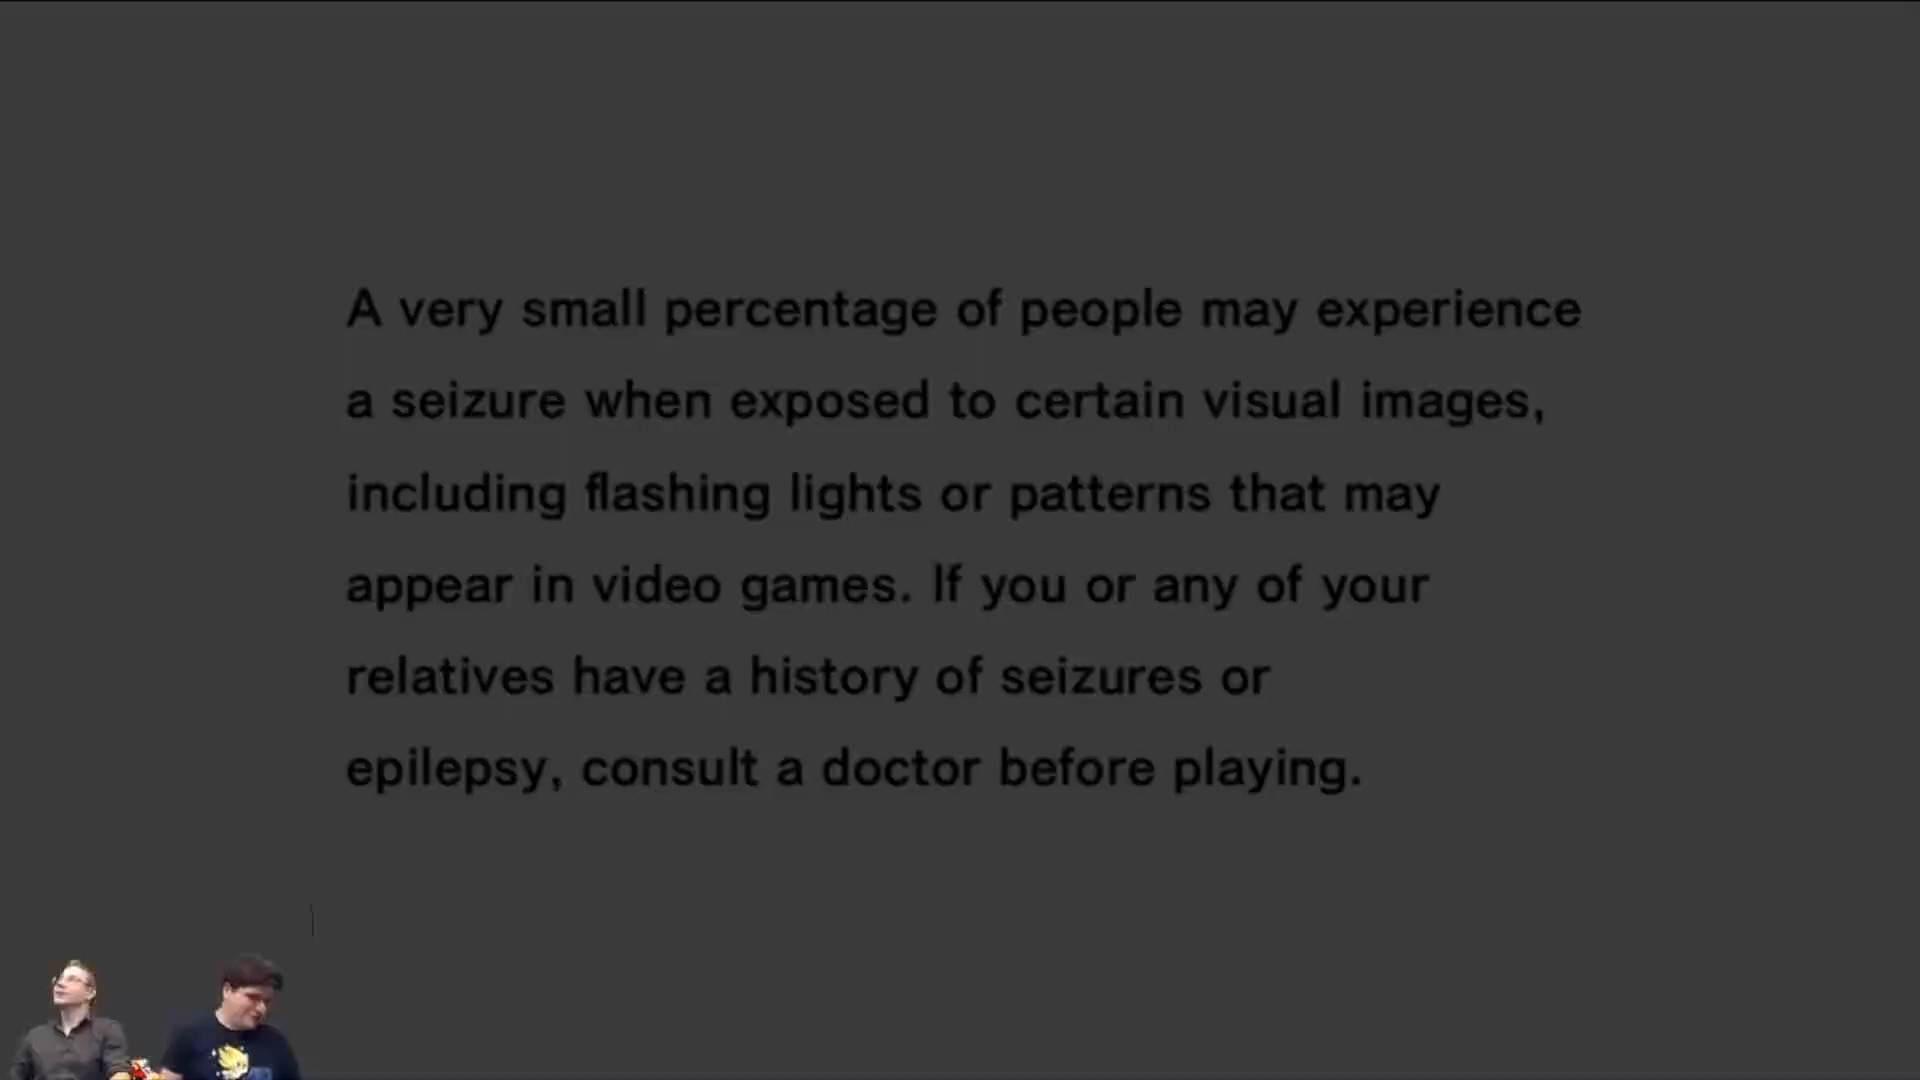 A very small percentage of people may experience
a seizure when exposed to certain visual images,
including flashing lights or patterns that may
appear in video games. If you or any of your
relatives have a history of seizures or
epilepsy, consult a doctor before playing.